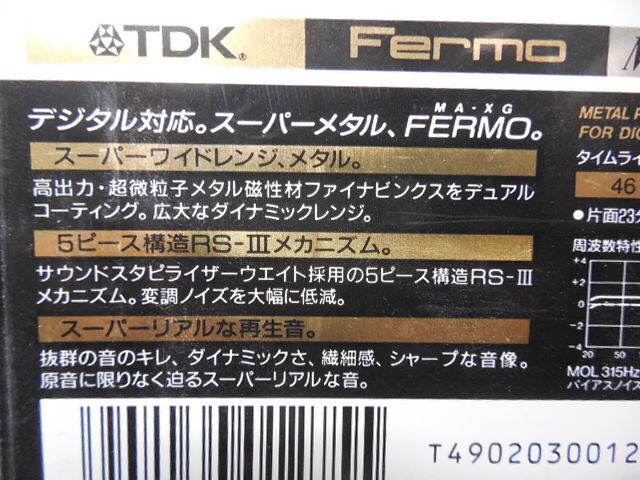 TDK® Fermo
MA-XG
デジタル対応。スーパーメタル、FERMO。
スーパーワイドレンジ、メタル。
高出力・超微粒子メタル磁性材ファイナビンクスをデュアル
コーティング。広大なダイナミックレンジ。
5ピース構造RS-IIIメカニズム。
サウンドスタビライザーウエイト採用の5ピース構造RS-III
メカニズム。変調ノイズを大幅に低減。
スーパーリアルな再生音。
抜群の音のキレ、ダイナミックさ、繊細感、シャープな音像。
原音に限りなく迫るスーパーリアルな音。
METAL
FOR
タイムライ
46
●片面23分
周波数特性
+4
+2
0
-2
-4
20 50
MOL 315Hz
バイアスノイズ
T4902030012